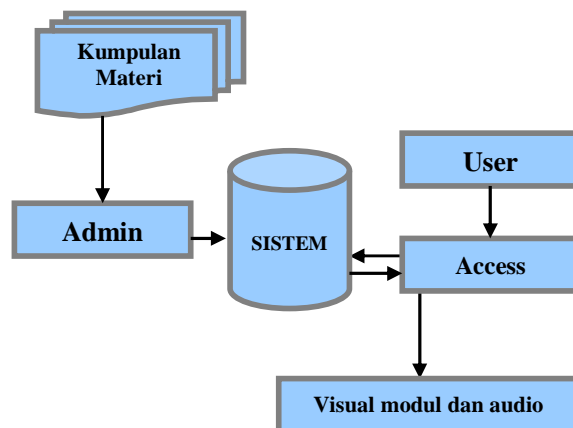 Kumpulan
Materi
User
Admin
SISTEM
Access
Visual modul dan audio